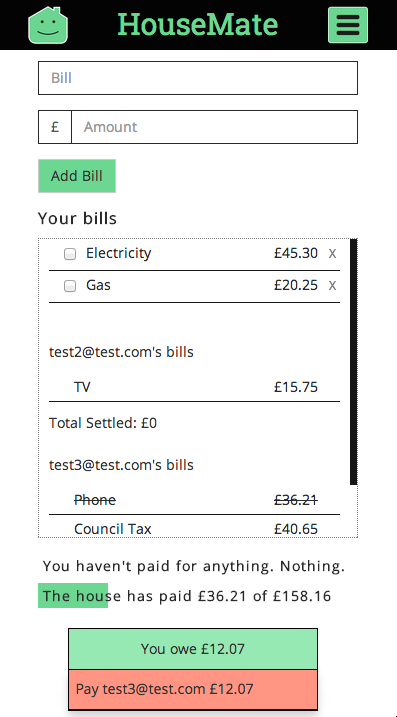 HouseMate
Bill
£ Amount
Add Bill
Your bills
Electricity £45.30 x
Gas £20.25 x
test2@test.com's bills
TV £15.75
Total Settled: £0
test3@test.com's bills
Phone £36.21
Council Tax £40.65
You haven't paid for anything. Nothing.
The house has paid £36.21 of £158.16
You owe £12.07
Pay test3@test.com £12.07